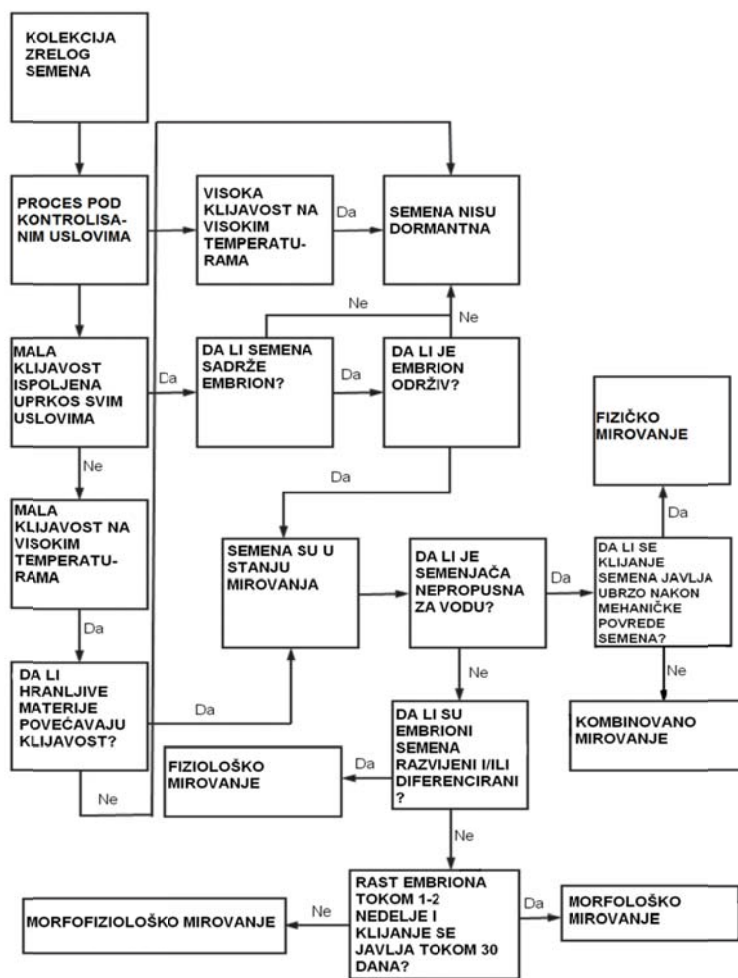 KOLEKCIJA
ZRELOG
SEMENA
PROCES POD
KONTROLISA-
NIM USLOVIMA
VISOKA
KLIJAVOST NA
VISOKIM
TEMPERATU-
RAMA
Da
SEMENA NISU
DORMANTNA
Ne
Ne
MALA
KLIJAVOST
ISPOLJENA
UPRKOS SVIM
USLOVIMA
Da
DA LI SEMENA
SADRŽE
EMBRION?
Da
DA LI JE
EMBRION
ODRŽIV?
Ne
Da
FIZIČKO
MIROVANJE
Da
MALA
KLIJAVOST NA
VISOKIM
TEMPERATU-
RAMA
SEMENA SU U
STANJU
MIROVANJA
DA LI JE
SEMENJAČA
NEPROPUSNA
ZA VODU?
Da
DA LI SE
KLIJANJE
SEMENA JAVLJA
UBRZO NAKON
MEHANIČKE
POVREDE
SEMENA?
Da
Ne
Ne
DA LI
HRANLJIVE
MATERIJE
POVEĆAVAJU
KLIJAVOST?
Da
Ne
DA LI SU
EMBRIONI
SEMENA
RAZVIJENI I/ILI
DIFERENCIRANI
?
KOMBINOVANO
MIROVANJE
Da
FIZIOLOŠKO
MIROVANJE
Ne
RAST EMBRIONA
TOKOM 1-2
NEDELJE I
KLIJANJE SE
JAVLJA TOKOM 30
DANA?
Ne
MORFOFIZIOLOŠKO MIROVANJE
Da
MORFOLOŠKO
MIROVANJE